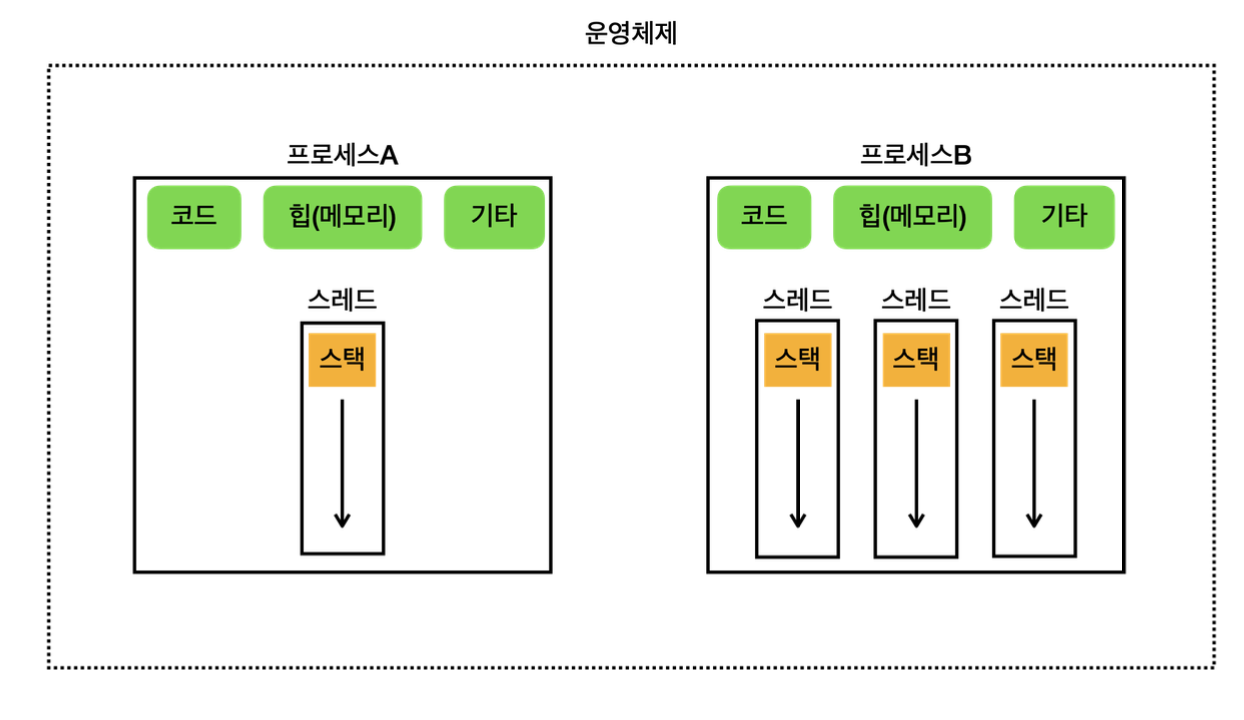 운영체제
프로세스A
프로세스B
코드 힙(메모리) 기타
코드 힙(메모리) 기타
스레드
스레드 스레드 스레드
스택
스택 스택 스택